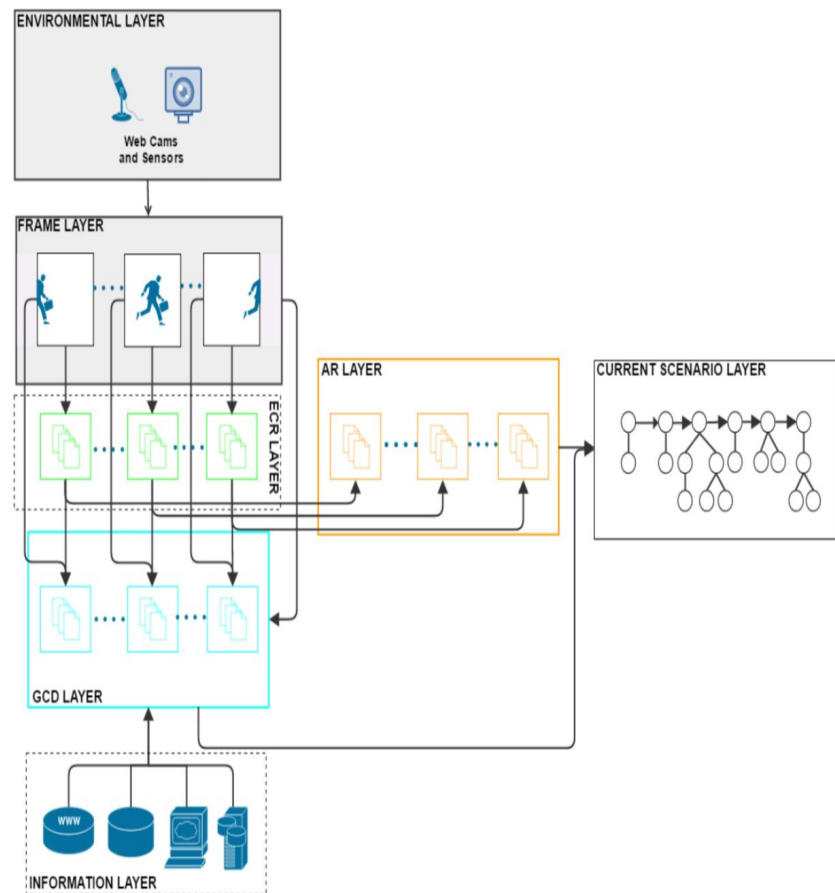 ENVIRONMENTAL LAYER
Web Cams
and Sensors
FRAME LAYER
ECR LAYER
AR LAYER
CURRENT SCENARIO LAYER
GCD LAYER
WWW
INFORMATION LAYER